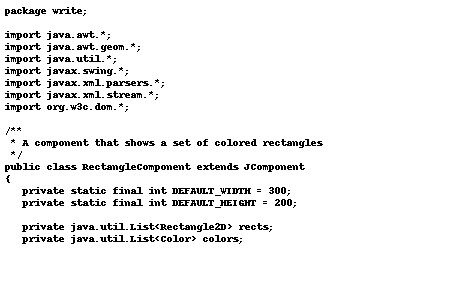 package write;

import java.awt.*;
import java.awt.geom.*;
import java.util.*;
import javax.swing.*;
import javax.xml.parsers.*;
import javax.xml.stream.*;
import org.w3c.dom.*;

/**
 * A component that shows a set of colored rectangles
 */
public class RectangleComponent extends JComponent
{
   private static final int DEFAULT_WIDTH = 300;
   private static final int DEFAULT_HEIGHT = 200;

   private java.util.List<Rectangle2D> rects;
   private java.util.List<Color> colors;